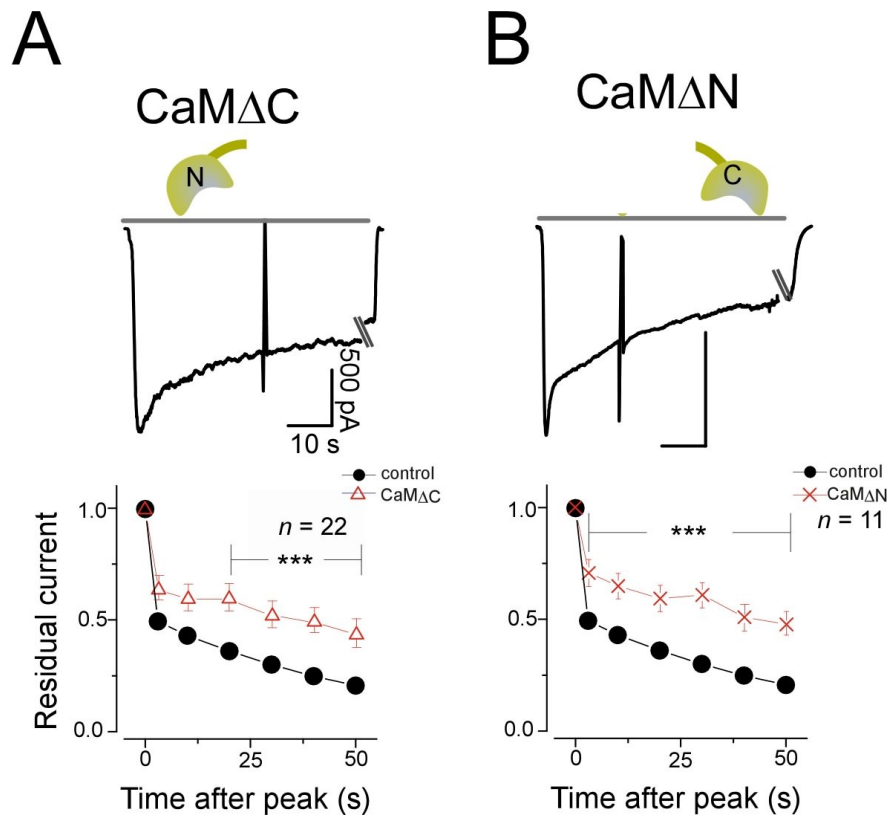 A
CaMΔC
N
500 pA
10 s
control
CaMΔC
n = 22
***
1.0
0.5
0.0
Residual current
0
25
50
Time after peak (s)
B
CaMΔN
C
control
CaMΔN
n = 11
***
1.0
0.5
0.0
0
25
50
Time after peak (s)